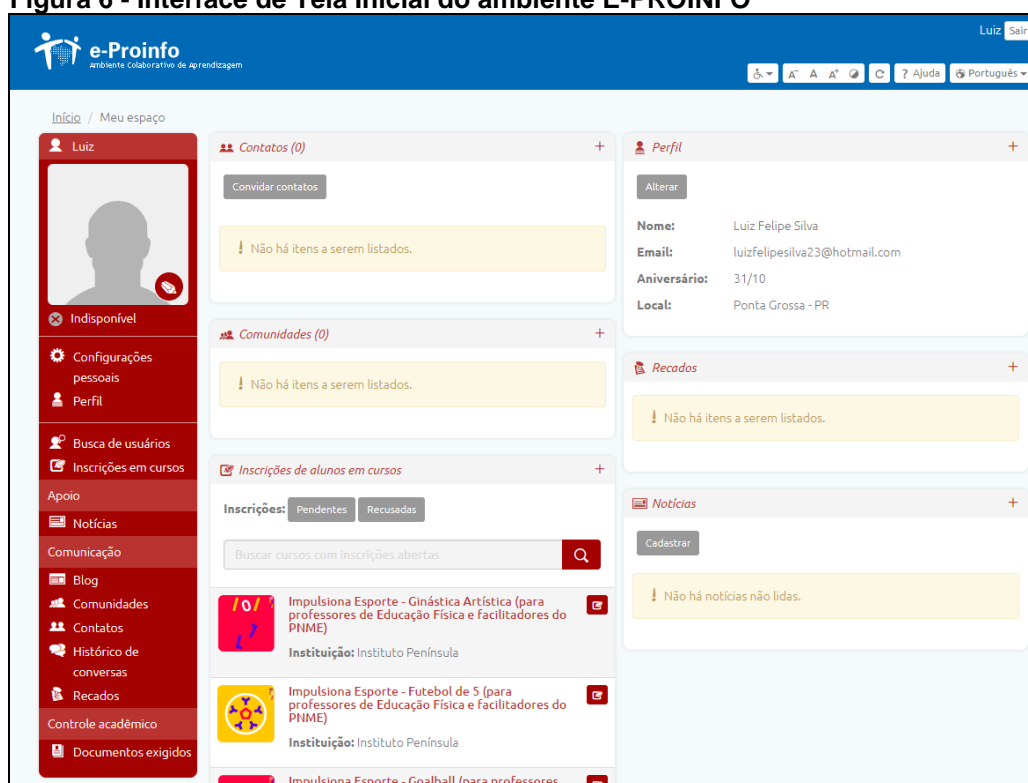 Figura 6 - Interface de Tela Inicial do ambiente E-PROINFO
Luiz Sair
e-Proinfo
Ambiente Colaborativo de Aprendizagem
A- A A+ C ? Ajuda Português
Início / Meu espaço
Luiz
Indisponível
Configurações
pessoais
Perfil
Busca de usuários
Inscrições em cursos
Apoio
Notícias
Comunicação
Blog
Comunidades
Contatos
Histórico de
conversas
Recados
Controle acadêmico
Documentos exigidos
Contatos (0) +
Convidar contatos
Não há itens a serem listados.
Comunidades (0) +
Não há itens a serem listados.
Inscrições de alunos em cursos +
Inscrições: Pendentes Recusadas
Buscar cursos com inscrições abertas
Impulsiona Esporte - Ginástica Artística (para
professores de Educação Física e facilitadores do
PNME)
Instituição: Instituto Península
Impulsiona Esporte - Futebol de 5 (para
professores de Educação Física e facilitadores do
PNME)
Instituição: Instituto Península
Impulsiona Esporte - Goalball (para professores
Perfil +
Alterar
Nome: Luiz Felipe Silva
Email: luizfelipesilva23@hotmail.com
Aniversário: 31/10
Local: Ponta Grossa - PR
Recados +
Não há itens a serem listados.
Notícias +
Cadastrar
Não há notícias não lidas.